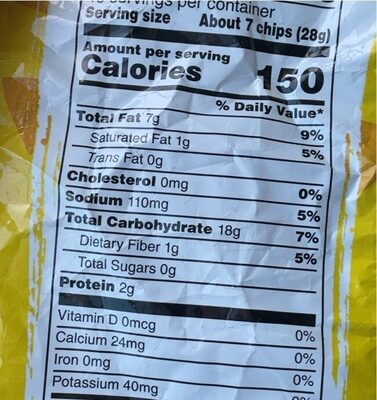 servings per container
Serving size About 7 chips (28g)
Amount per serving
Calories 150
% Daily Value*
Total Fat 7g 9%
Saturated Fat 1g 5%
Trans Fat 0g
Cholesterol 0mg 0%
Sodium 110mg 5%
Total Carbohydrate 18g 7%
Dietary Fiber 1g 5%
Total Sugars 0g
Protein 2g
Vitamin D 0mcg 0%
Calcium 24mg 0%
Iron 0mg 0%
Potassium 40mg 0%